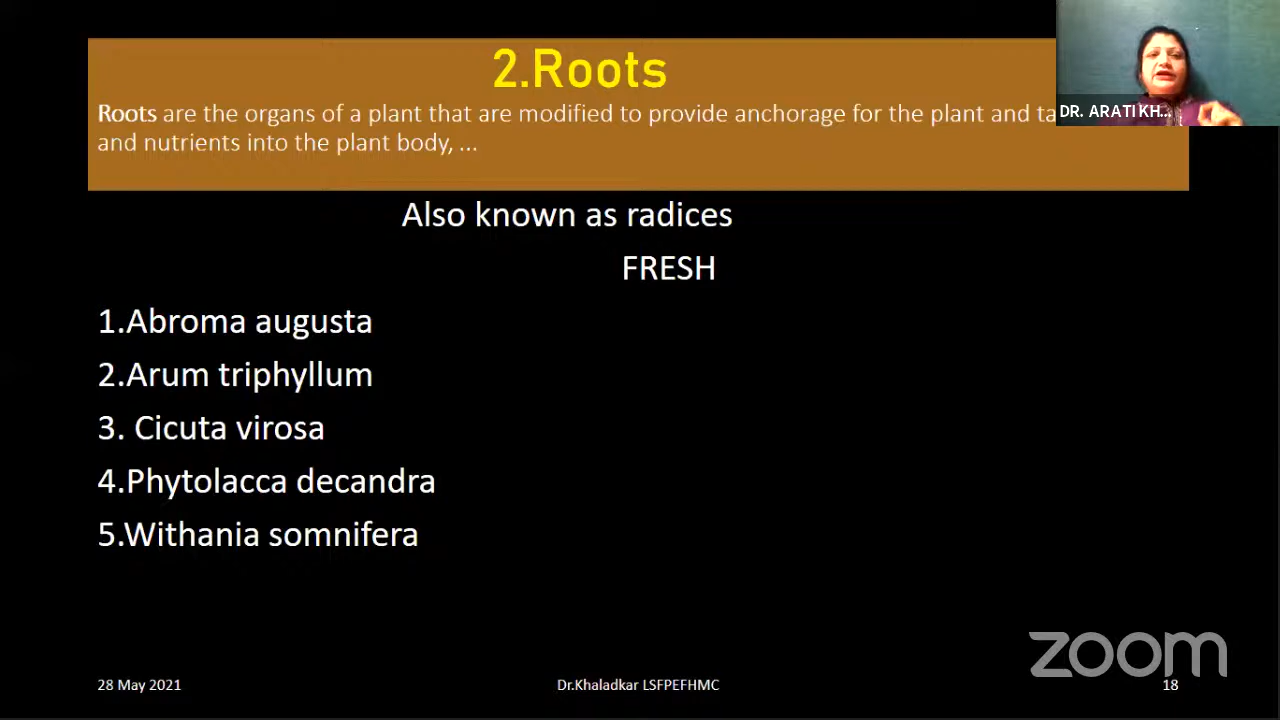 2.Roots
Roots are the organs of a plant that are modified to provide anchorage for the plant and ta
and nutrients into the plant body, ...
DR. ARATI KH...
Also known as radices
FRESH
1.Abroma augusta
2.Arum triphyllum
3. Cicuta virosa
4.Phytolacca decandra
5.Withania somnifera
zoom
28 May 2021
Dr.Khaladkar LSFPEFHMC
18